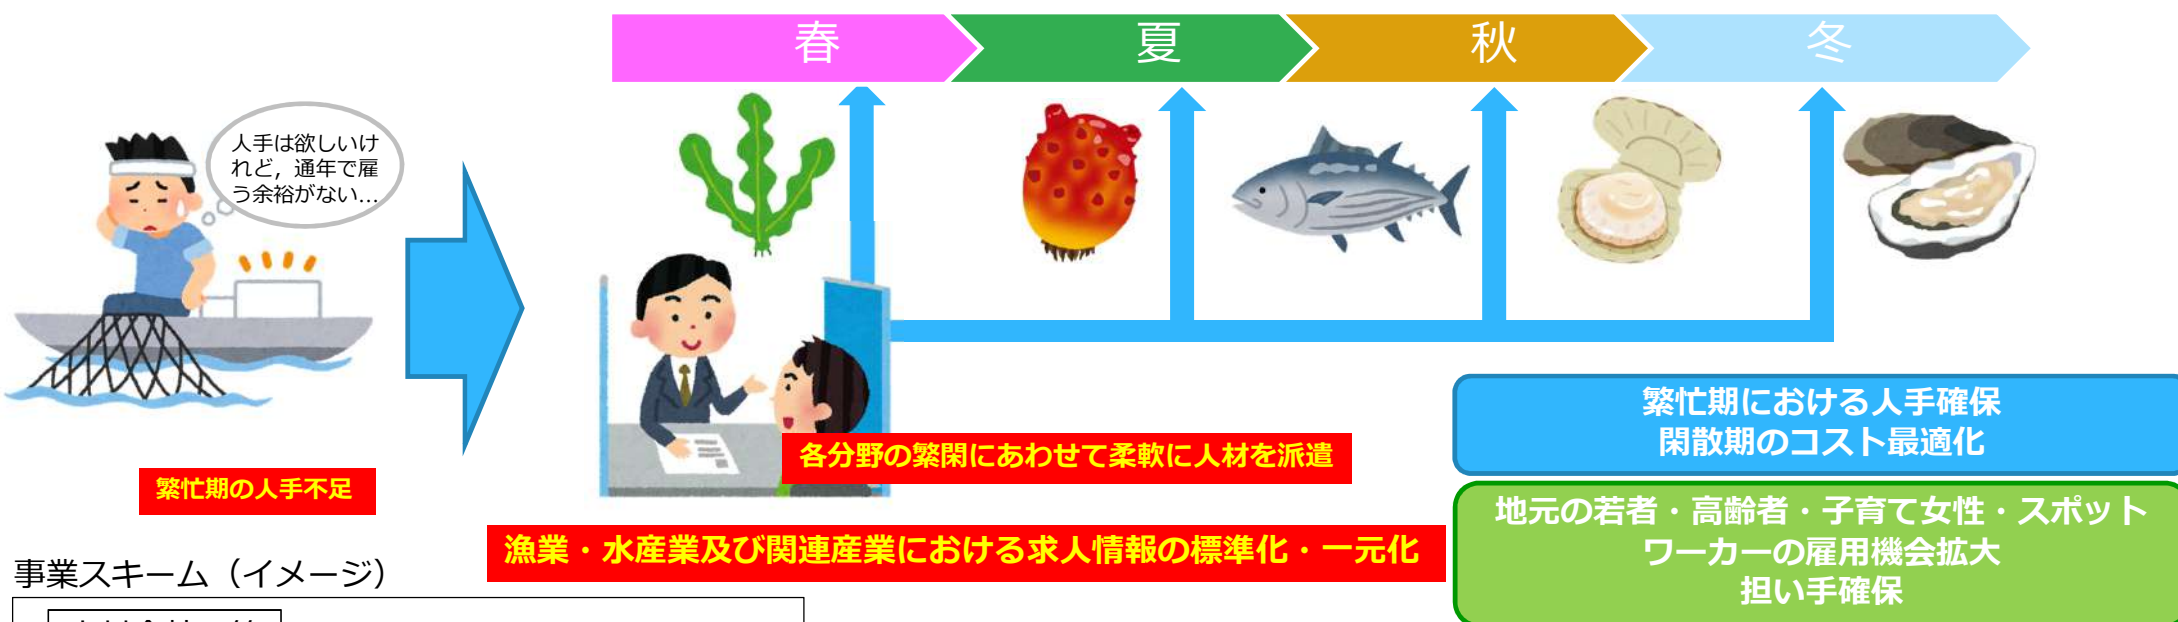 春
夏
秋
冬
人手は欲しいけ
れど，通年で雇
う余裕がない…
繁忙期の人手不足
各分野の繁閑にあわせて柔軟に人材を派遣
漁業・水産業及び関連産業における求人情報の標準化・一元化
繁忙期における人手確保
閑散期のコスト最適化
地元の若者・高齢者・子育て女性・スポット
ワーカーの雇用機会拡大
担い手確保
事業スキーム（イメージ）